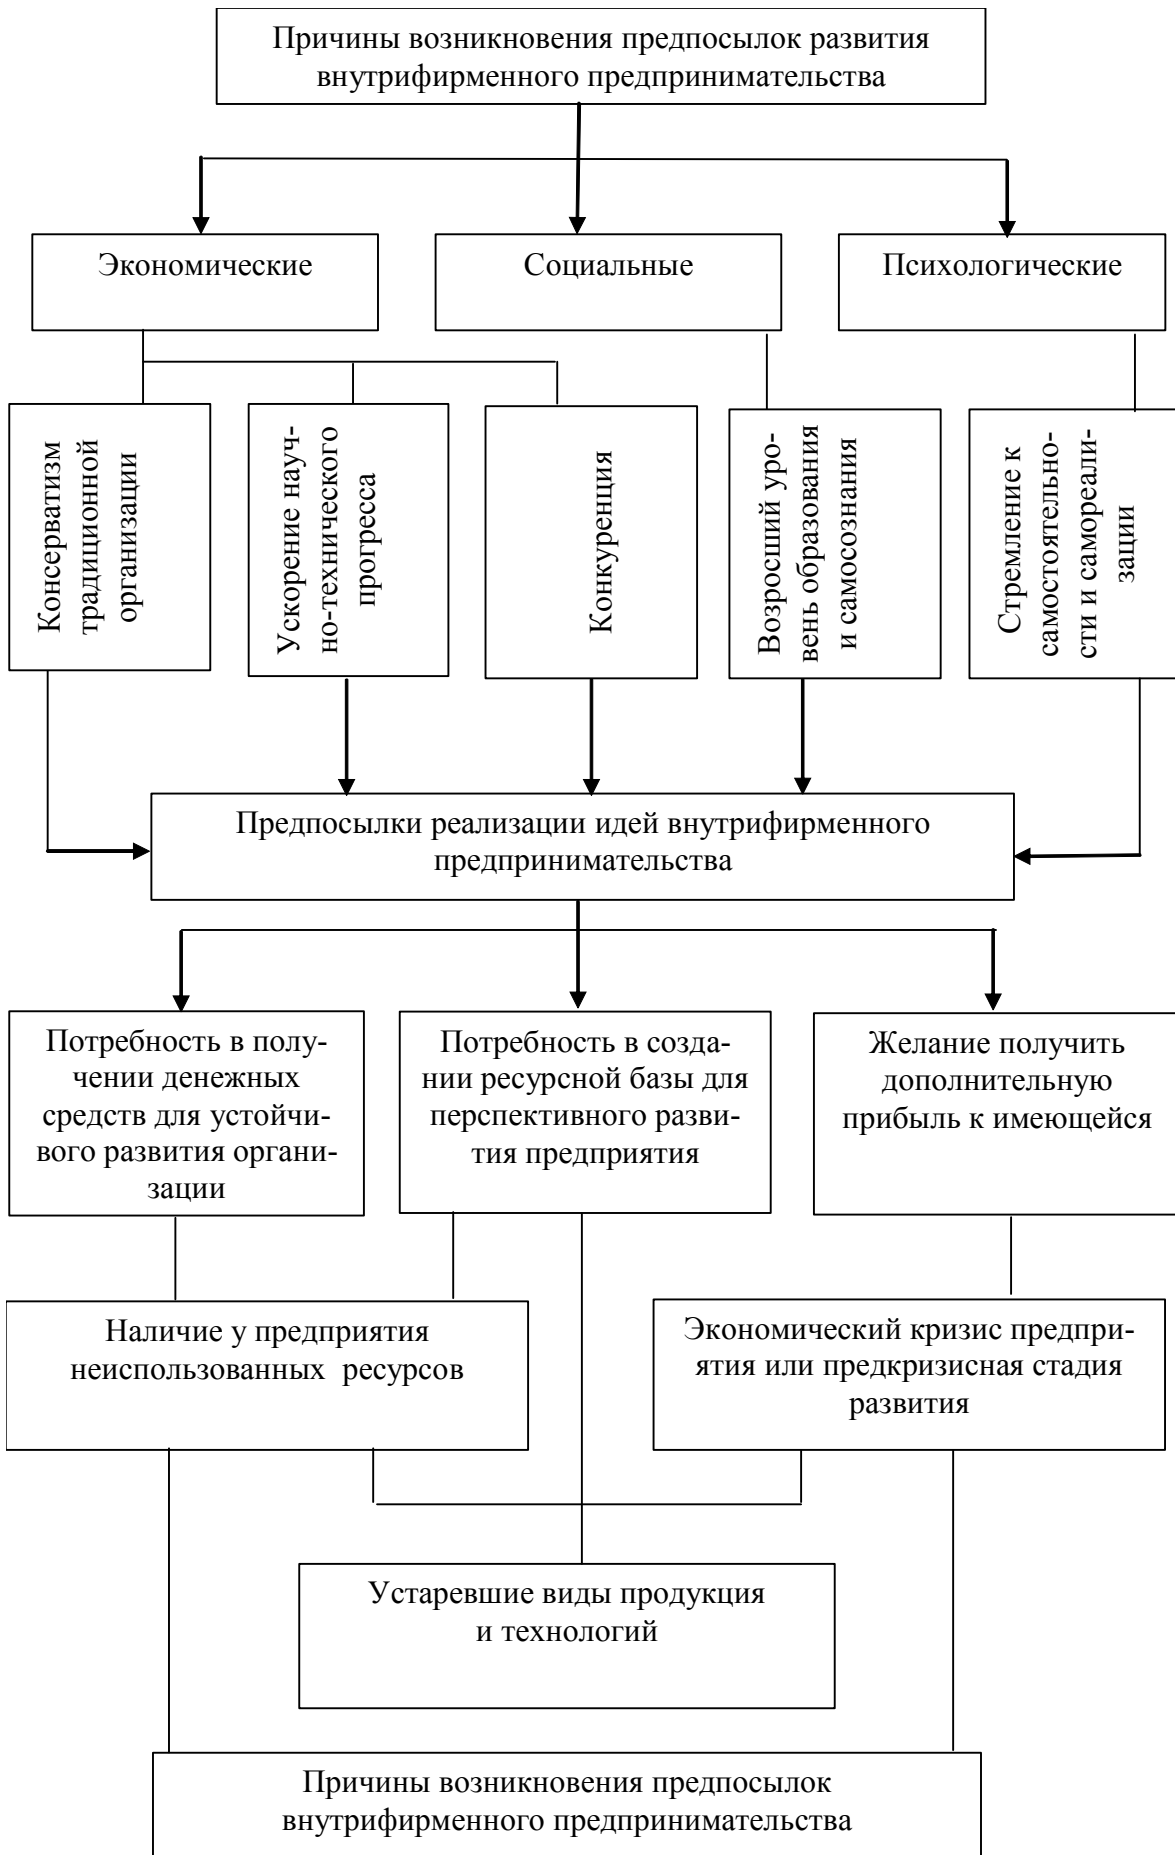 Причины возникновения предпосылок развития
внутрифирменного предпринимательства
Экономические
Социальные
Психологические
Консерватизм
традиционной
организации
Ускорение науч-
но-технического
прогресса
Конкуренция
Возросший уро-
вень образования
и самосознания
Стремление к
самостоятельно-
сти и самореали-
зации
Предпосылки реализации идей внутрифирменного
предпринимательства
Потребность в полу-
чении денежных
средств для устойчи-
вого развития органи-
зации
Потребность в созда-
нии ресурсной базы для
перспективного разви-
тия предприятия
Желание получить
дополнительную
прибыль к имеющейся
Наличие у предприятия
неиспользованных ресурсов
Экономический кризис предпри-
ятия или предкризисная стадия
развития
Устаревшие виды продукция
и технологий
Причины возникновения предпосылок
внутрифирменного предпринимательства